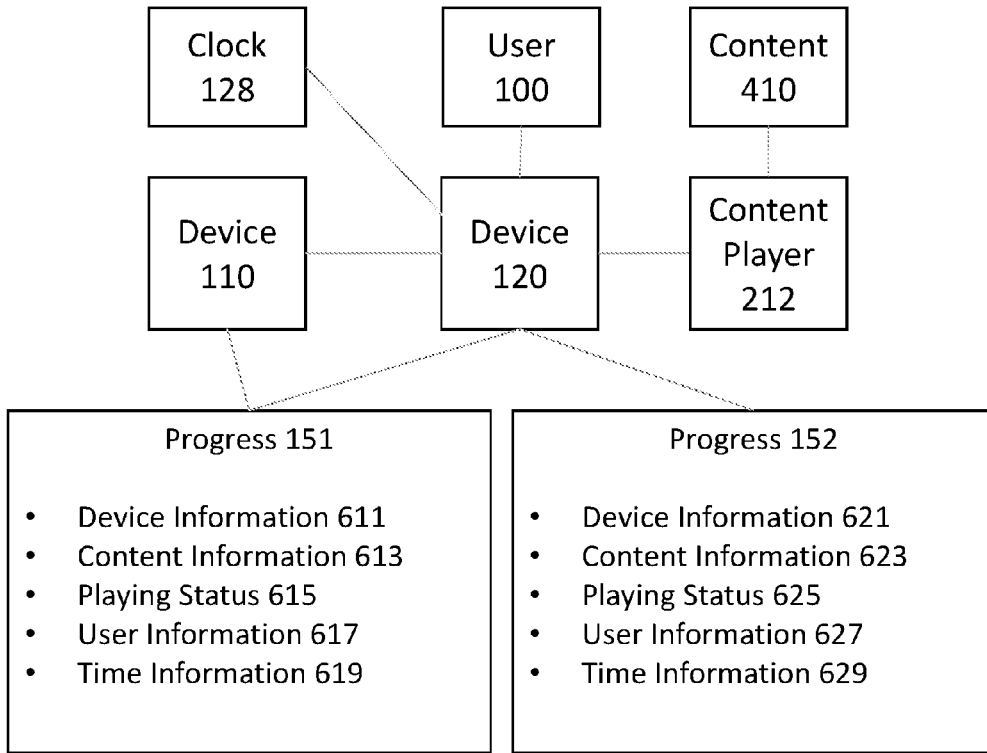 Clock
128
User
100
Content
410
Device
110
Device
120
Content
Player
212
Progress 151
• Device Information 611
• Content Information 613
• Playing Status 615
• User Information 617
• Time Information 619
Progress 152
• Device Information 621
• Content Information 623
• Playing Status 625
• User Information 627
• Time Information 629